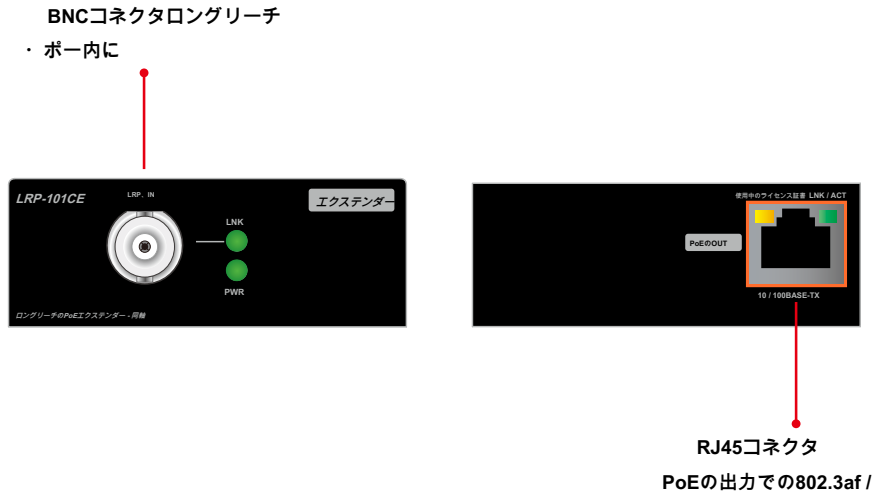 BNCコネクタロングリーチ
・ ポー内に
LRP-101CE
LRP、IN
エクステンダー
LNK
PWR
ロングリーチのPoEエクステンダー - 同軸
使用中のライセンス証書 LNK / ACT
PoEのOUT
10 / 100BASE-TX
RJ45コネクタ
PoEの出力での802.3af /